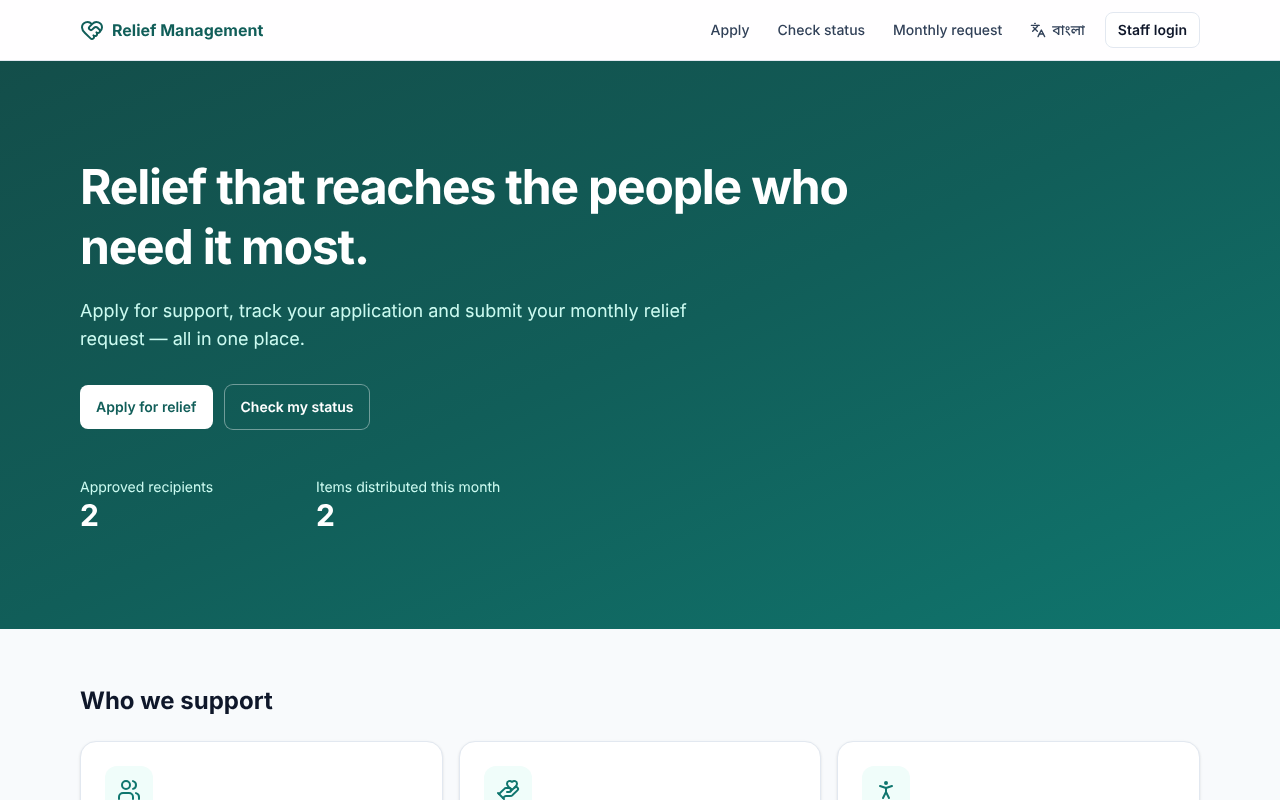 Relief Management
Apply
Check status
Monthly request
বাংলা
Staff login
Relief that reaches the people who
need it most.
Apply for support, track your application and submit your monthly relief
request — all in one place.
Apply for relief
Check my status
Approved recipients
2
Items distributed this month
2
Who we support